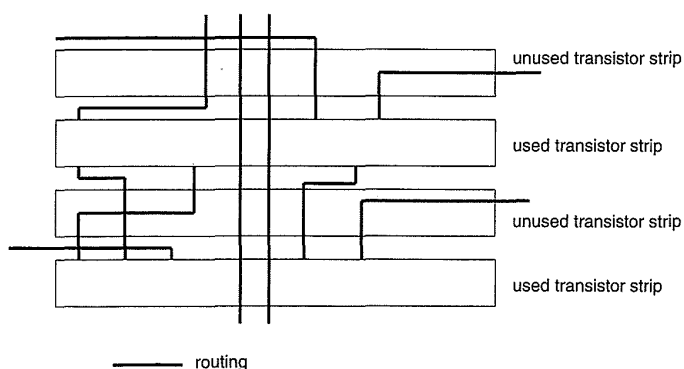 unused transistor strip
used transistor strip
unused transistor strip
used transistor strip
routing